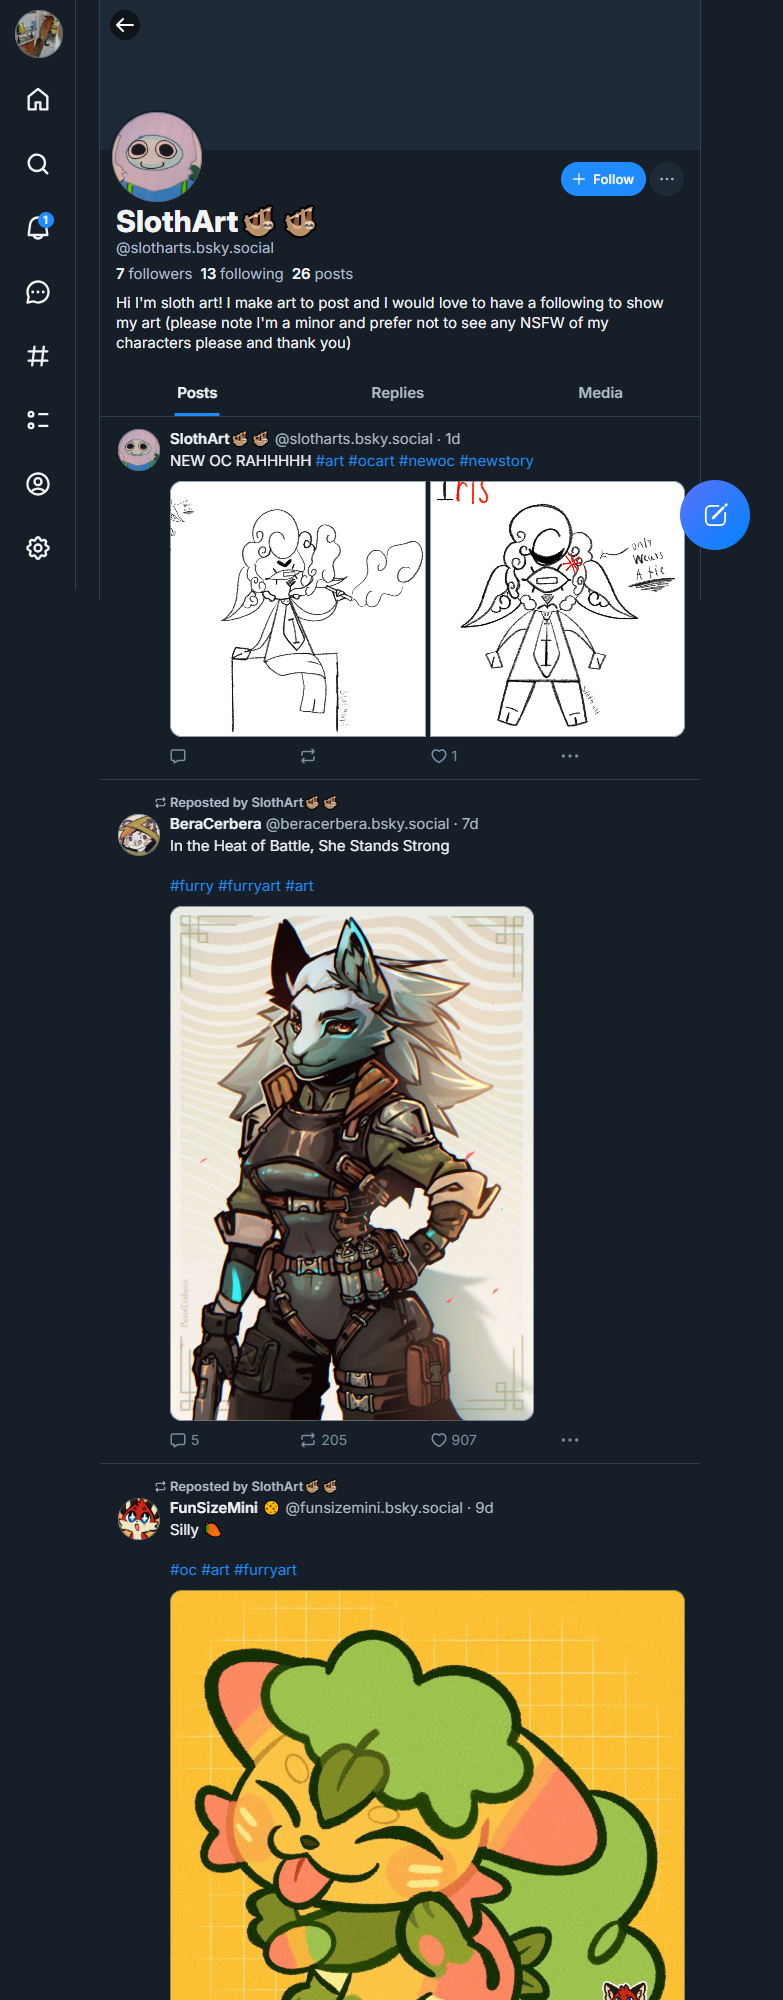 1
Follow
SlothArt🦥 🦥
@slotharts.bsky.social
7 followers 13 following 26 posts
Hi I'm sloth art! I make art to post and I would love to have a following to show
my art (please note I'm a minor and prefer not to see any NSFW of my
characters please and thank you)
Posts Replies Media
SlothArt🦥 🦥 @slotharts.bsky.social · 1d
NEW OC RAHHHHH #art #ocart #newoc #newstory
Iris
only
wears
A tie
1
Reposted by SlothArt🦥 🦥
BeraCerbera @beracerbera.bsky.social · 7d
In the Heat of Battle, She Stands Strong
#furry #furryart #art
BeraCerbera
5 205 907
Reposted by SlothArt🦥 🦥
FunSizeMini 🍪 @funsizemini.bsky.social · 9d
Silly 🥭
#oc #art #furryart